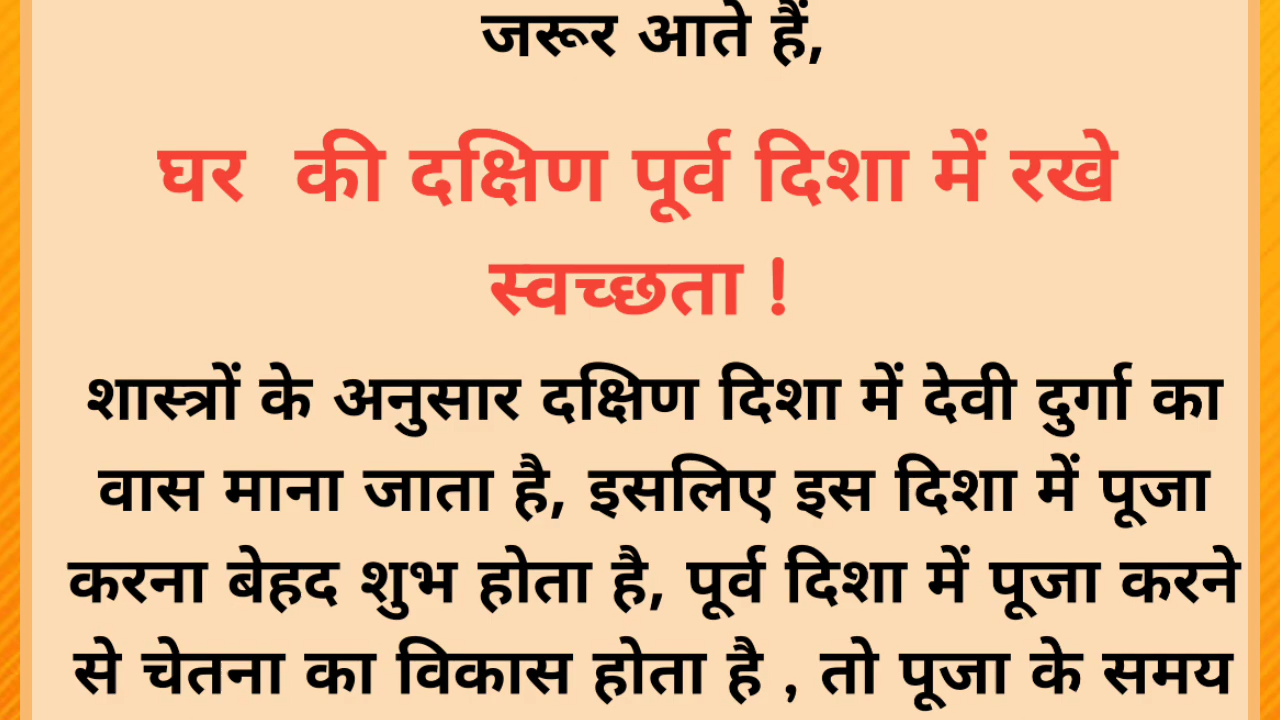 जरूर आते हैं,
घर की दक्षिण पूर्व दिशा में रखे
स्वच्छता !
शास्त्रों के अनुसार दक्षिण दिशा में देवी दुर्गा का
वास माना जाता है, इसलिए इस दिशा में पूजा
करना बेहद शुभ होता है, पूर्व दिशा में पूजा करने
से चेतना का विकास होता है , तो पूजा के समय